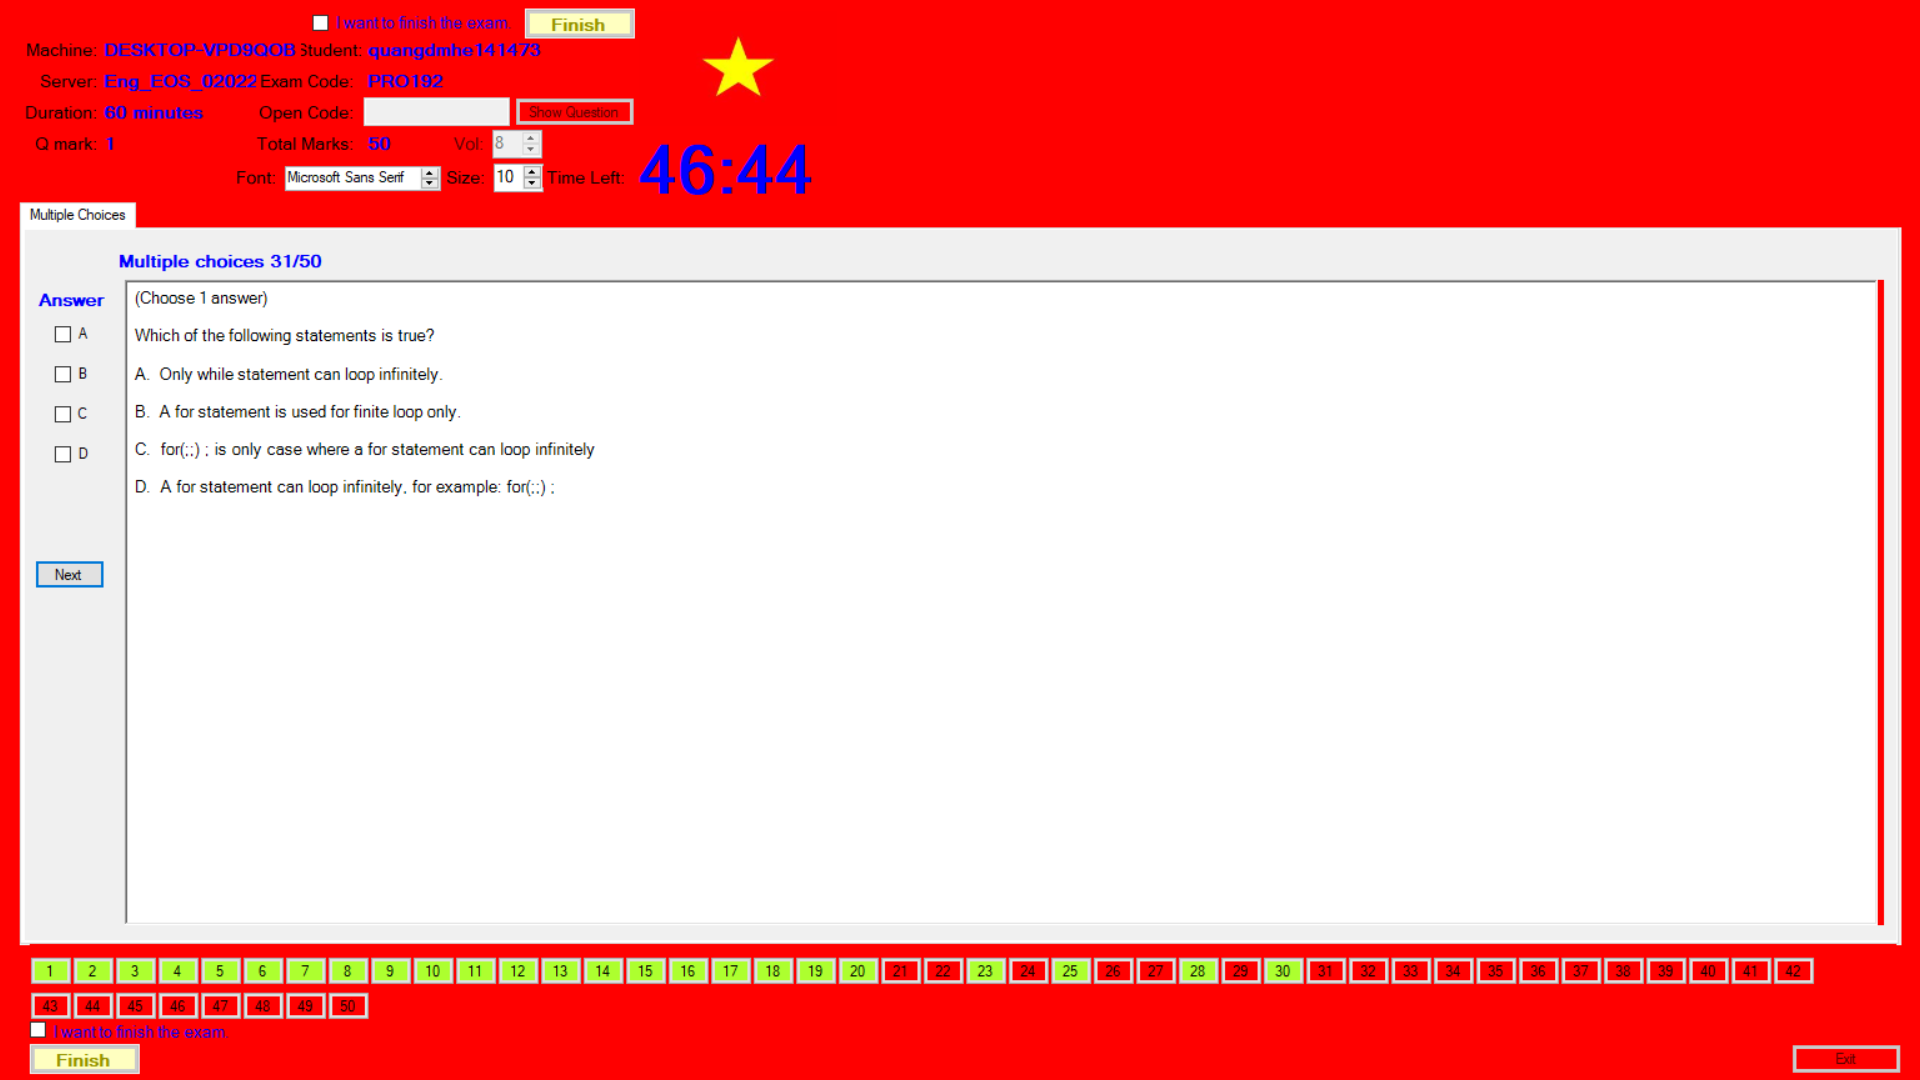 I want to finish the exam. Finish
Machine: DESKTOP-VPD9QOB Student: quangdmhe141473
Server: Eng_EOS_02022 Exam Code: PRO192
Duration: 60 minutes Open Code: Show Question
Q mark: 1 Total Marks: 50 Vol: 8
Font: Microsoft Sans Serif Size: 10 Time Left: 46:44
Multiple Choices
Multiple choices 31/50
Answer
A
B
C
D
Next
(Choose 1 answer)
Which of the following statements is true?
A. Only while statement can loop infinitely.
B. A for statement is used for finite loop only.
C. for(;;) ; is only case where a for statement can loop infinitely
D. A for statement can loop infinitely, for example: for(;;) ;
1 2 3 4 5 6 7 8 9 10 11 12 13 14 15 16 17 18 19 20 21 22 23 24 25 26 27 28 29 30 31 32 33 34 35 36 37 38 39 40 41 42
43 44 45 46 47 48 49 50
I want to finish the exam.
Finish
Exit